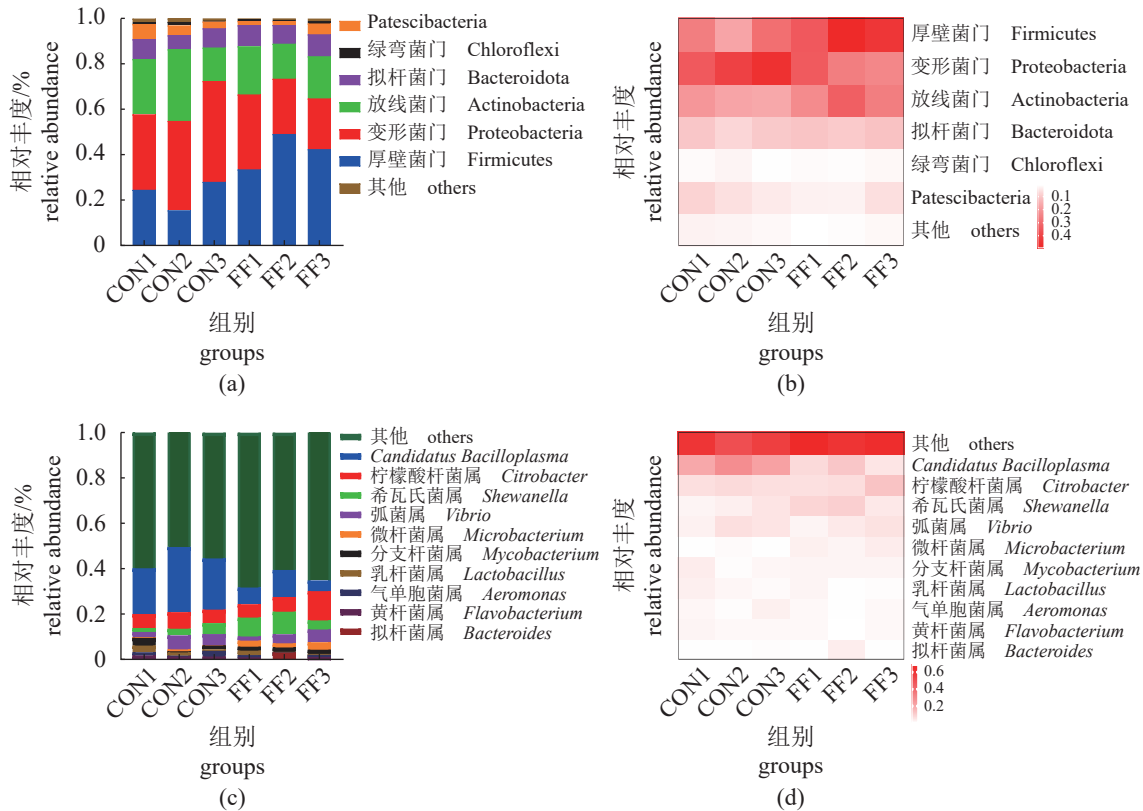 相对丰度/%
relative abundance
1.0
0.8
0.6
0.4
0.2
0
CON1
CON2
CON3
FF1
FF2
FF3
组别
groups
(a)
Patescibacteria
绿弯菌门 Chloroflexi
拟杆菌门 Bacteroidota
放线菌门 Actinobacteria
变形菌门 Proteobacteria
厚壁菌门 Firmicutes
其他 others
相对丰度
relative abundance
厚壁菌门 Firmicutes
变形菌门 Proteobacteria
放线菌门 Actinobacteria
拟杆菌门 Bacteroidota
绿弯菌门 Chloroflexi
Patescibacteria
其他 others
0.1
0.2
0.3
0.4
CON1
CON2
CON3
FF1
FF2
FF3
组别
groups
(b)
相对丰度/%
relative abundance
1.0
0.8
0.6
0.4
0.2
0
CON1
CON2
CON3
FF1
FF2
FF3
组别
groups
(c)
其他 others
Candidatus Bacilloplasma
柠檬酸杆菌属 Citrobacter
希瓦氏菌属 Shewanella
弧菌属 Vibrio
微杆菌属 Microbacterium
分支杆菌属 Mycobacterium
乳杆菌属 Lactobacillus
气单胞菌属 Aeromonas
黄杆菌属 Flavobacterium
拟杆菌属 Bacteroides
相对丰度
relative abundance
其他 others
Candidatus Bacilloplasma
柠檬酸杆菌属 Citrobacter
希瓦氏菌属 Shewanella
弧菌属 Vibrio
微杆菌属 Microbacterium
分支杆菌属 Mycobacterium
乳杆菌属 Lactobacillus
气单胞菌属 Aeromonas
黄杆菌属 Flavobacterium
拟杆菌属 Bacteroides
0.6
0.4
0.2
CON1
CON2
CON3
FF1
FF2
FF3
组别
groups
(d)